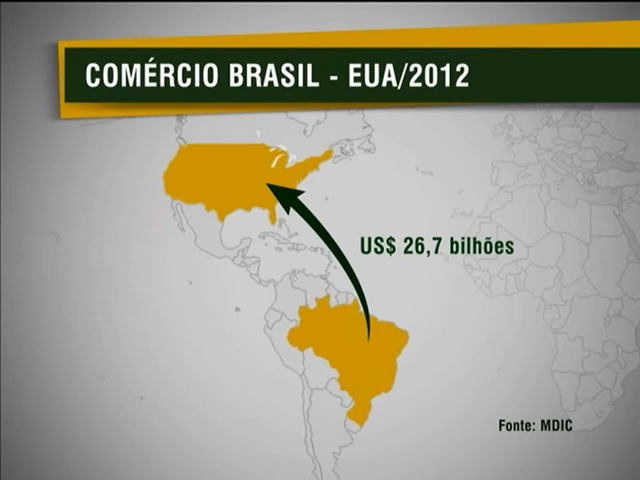 COMÉRCIO BRASIL - EUA/2012
US$ 26,7 bilhões
Fonte: MDIC